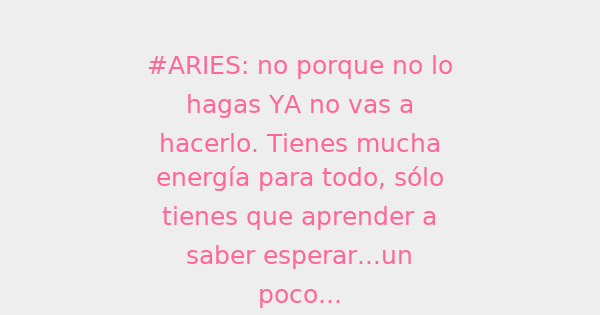 #ARIES: no porque no lo
hagas YA no vas a
hacerlo. Tienes mucha
energía para todo, sólo
tienes que aprender a
saber esperar...un
poco...